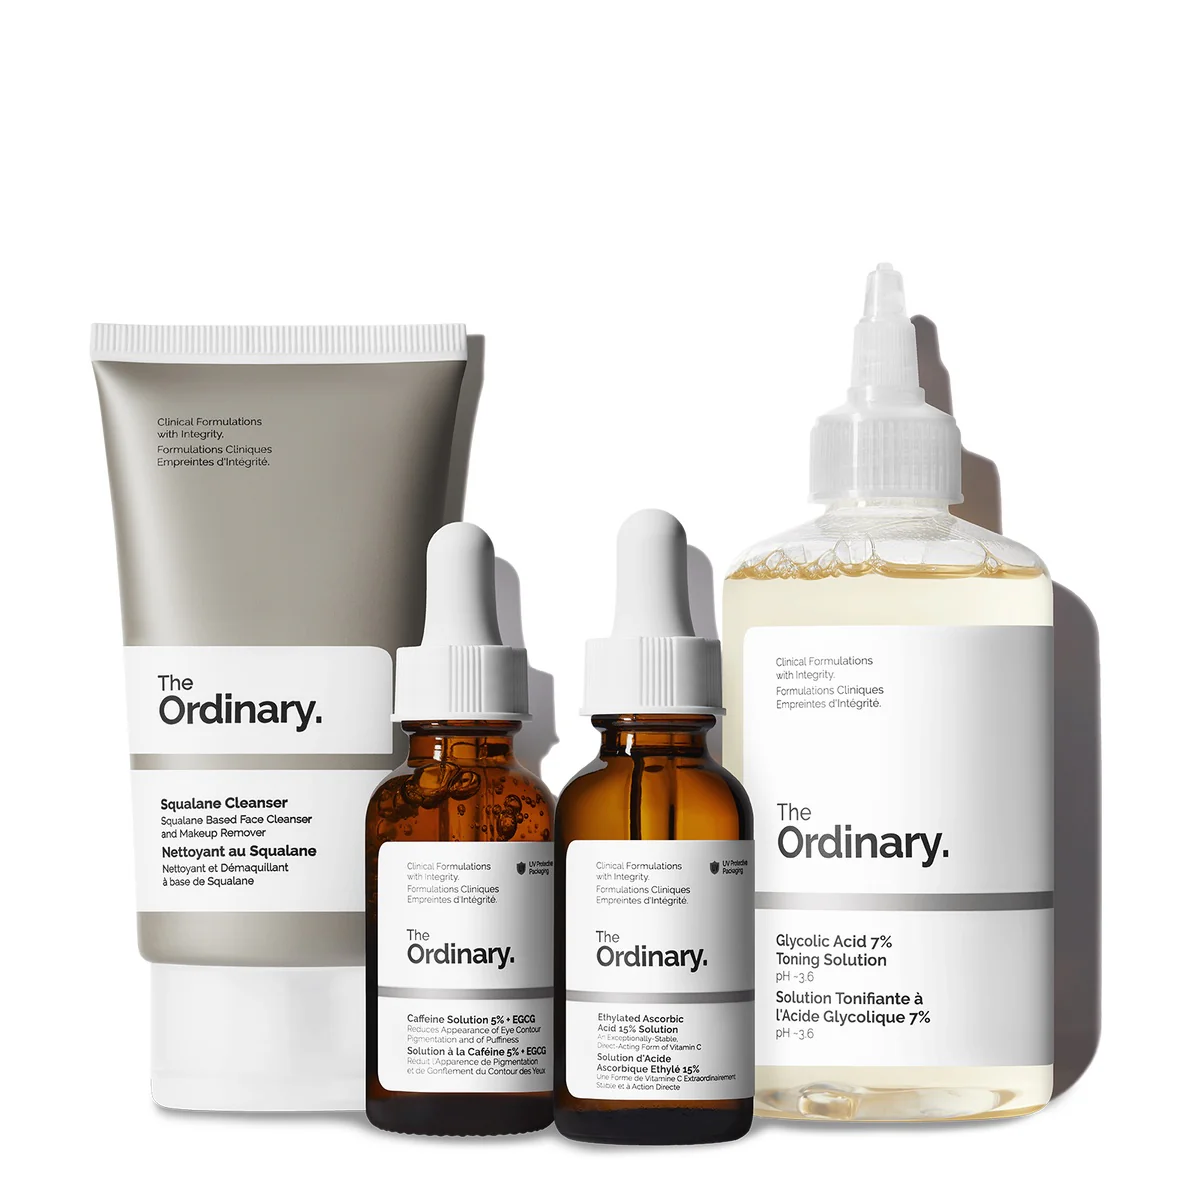 Clinical Formulations
with Integrity.
Formulations Cliniques
Empreintes d'Intégrité.
The
Ordinary.
Squalane Cleanser
Squalane Based Face Cleanser
and Makeup Remover
Nettoyant au Squalane
Nettoyant et Démaquillant
à base de Squalane
Clinical Formulations
with Integrity.
Formulations Cliniques
Empreintes d'Intégrité.
UV Protective
Packaging
The
Ordinary.
Caffeine Solution 5% + EGCG
Reduces Appearance of Eye Contour
Pigmentation and of Puffiness
Solution à la Caféine 5% + EGCG
Réduit l'Apparence de Pigmentation
et de Gonflement du Contour des Yeux
Clinical Formulations
with Integrity.
Formulations Cliniques
Empreintes d'Intégrité.
UV Protective
Packaging
The
Ordinary.
Ethylated Ascorbic
Acid 15% Solution
An Exceptionally-Stable,
Direct-Acting Form of Vitamin C
Solution d'Acide
Ascorbique Ethylé 15%
Une Forme de Vitamine C Extraordinairement
Stable et à Action Directe
Clinical Formulations
with Integrity.
Formulations Cliniques
Empreintes d'Intégrité.
The
Ordinary.
Glycolic Acid 7%
Toning Solution
pH ~3.6
Solution Tonifiante à
l'Acide Glycolique 7%
pH ~3.6